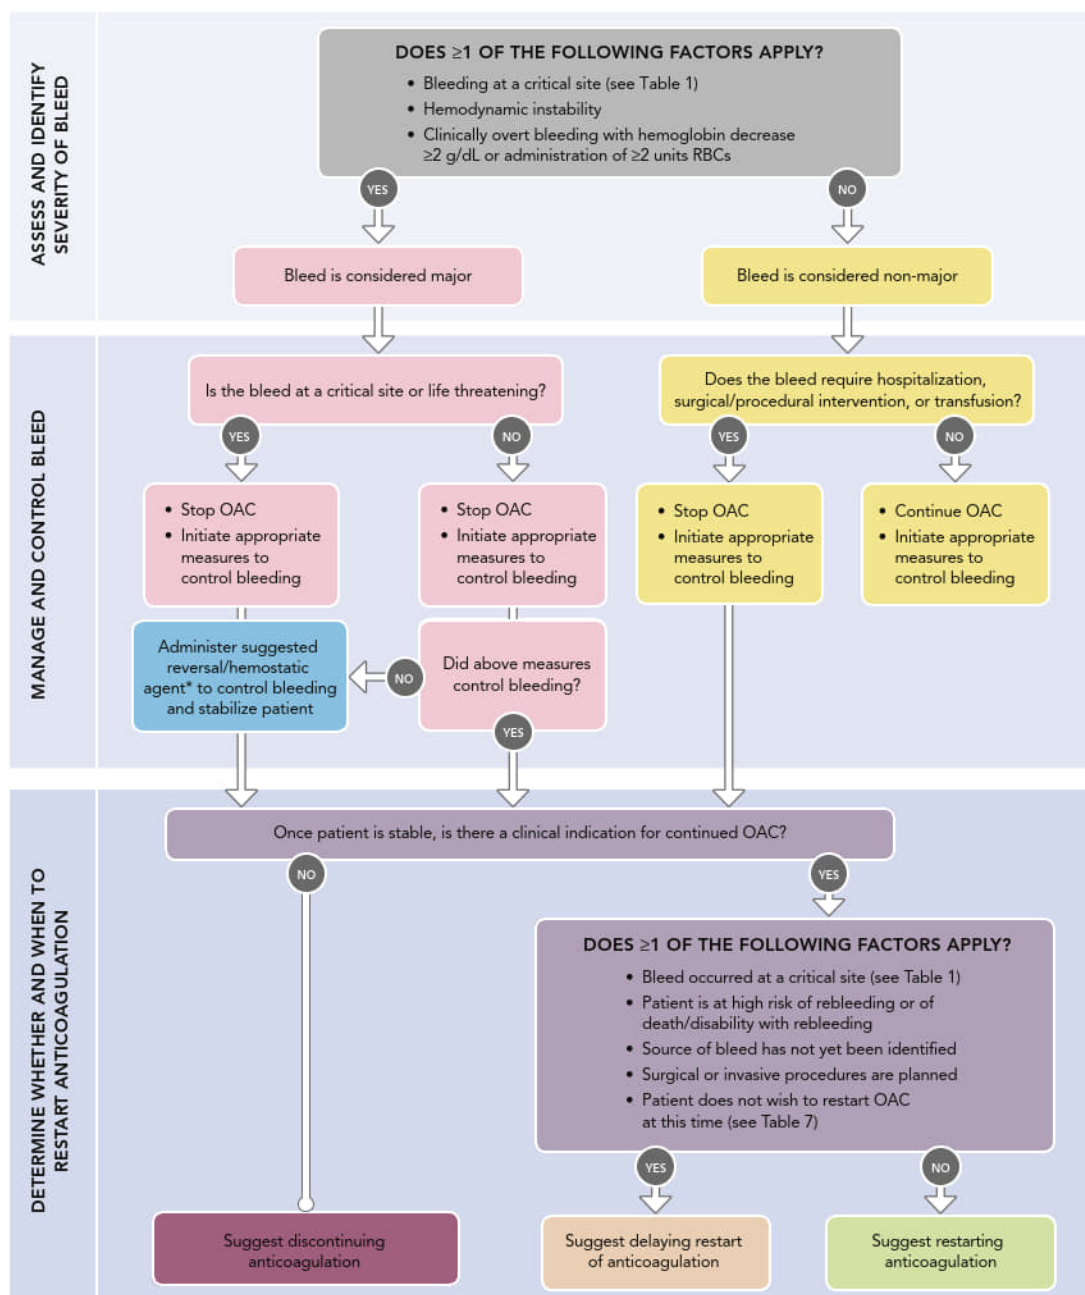 ASSESS AND IDENTIFY
SEVERITY OF BLEED
DOES ≥1 OF THE FOLLOWING FACTORS APPLY?
• Bleeding at a critical site (see Table 1)
• Hemodynamic instability
• Clinically overt bleeding with hemoglobin decrease
≥2 g/dL or administration of ≥2 units RBCs
YES
NO
Bleed is considered major
Bleed is considered non-major
MANAGE AND CONTROL BLEED
Is the bleed at a critical site or life threatening?
Does the bleed require hospitalization,
surgical/procedural intervention, or transfusion?
YES
NO
YES
NO
• Stop OAC
• Initiate appropriate
measures to
control bleeding
• Stop OAC
• Initiate appropriate
measures to
control bleeding
• Stop OAC
• Initiate appropriate
measures to
control bleeding
• Continue OAC
• Initiate appropriate
measures to
control bleeding
Administer suggested
reversal/hemostatic
agent* to control bleeding
and stabilize patient
NO
Did above measures
control bleeding?
YES
DETERMINE WHETHER AND WHEN TO
RESTART ANTICOAGULATION
Once patient is stable, is there a clinical indication for continued OAC?
NO
YES
DOES ≥1 OF THE FOLLOWING FACTORS APPLY?
• Bleed occurred at a critical site (see Table 1)
• Patient is at high risk of rebleeding or of
death/disability with rebleeding
• Source of bleed has not yet been identified
• Surgical or invasive procedures are planned
• Patient does not wish to restart OAC
at this time (see Table 7)
YES
NO
Suggest discontinuing
anticoagulation
Suggest delaying restart
of anticoagulation
Suggest restarting
anticoagulation